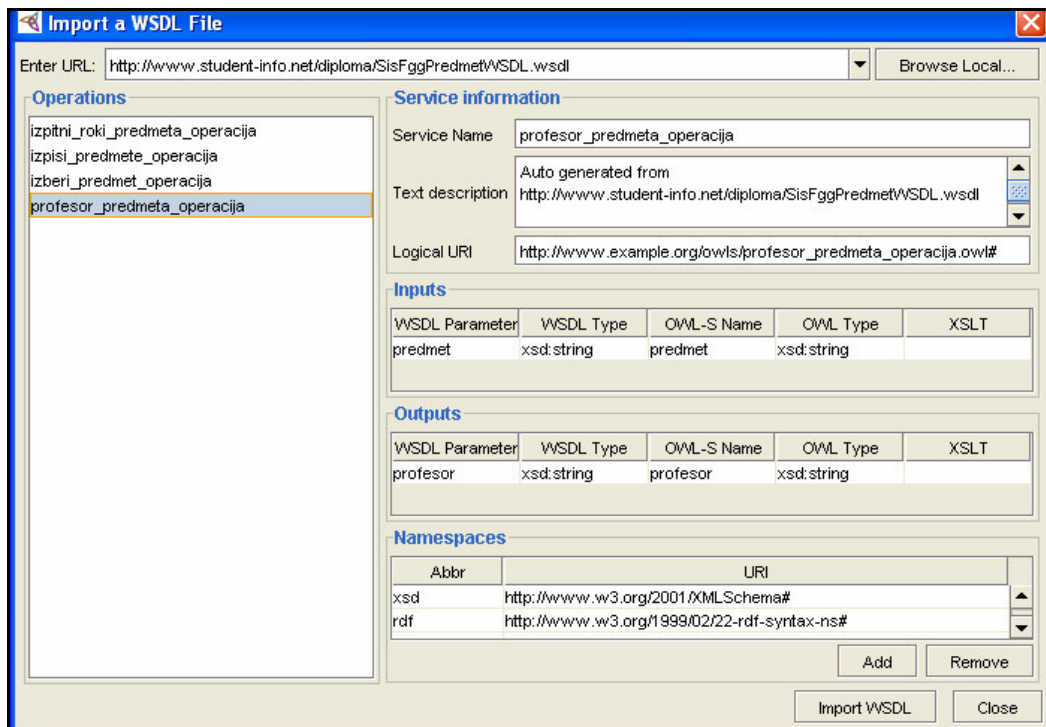 Import a WSDL File
Enter URL: http://www.student-info.net/diploma/SisFggPredmetWSDL.wsdl Browse Local...
Operations
izpitni_roki_predmeta_operacija
izpisi_predmete_operacija
izberi_predmet_operacija
profesor_predmeta_operacija
Service information
Service Name profesor_predmeta_operacija
Text description Auto generated from
http://www.student-info.net/diploma/SisFggPredmetWSDL.wsdl
Logical URI http://www.example.org/owls/profesor_predmeta_operacija.owl#
Inputs
WSDL Parameter WSDL Type OWL-S Name OWL Type XSLT
predmet xsd:string predmet xsd:string
Outputs
WSDL Parameter WSDL Type OWL-S Name OWL Type XSLT
profesor xsd:string profesor xsd:string
Namespaces
Abbr URI
xsd http://www.w3.org/2001/XMLSchema#
rdf http://www.w3.org/1999/02/22-rdf-syntax-ns#
Add Remove
Import WSDL Close